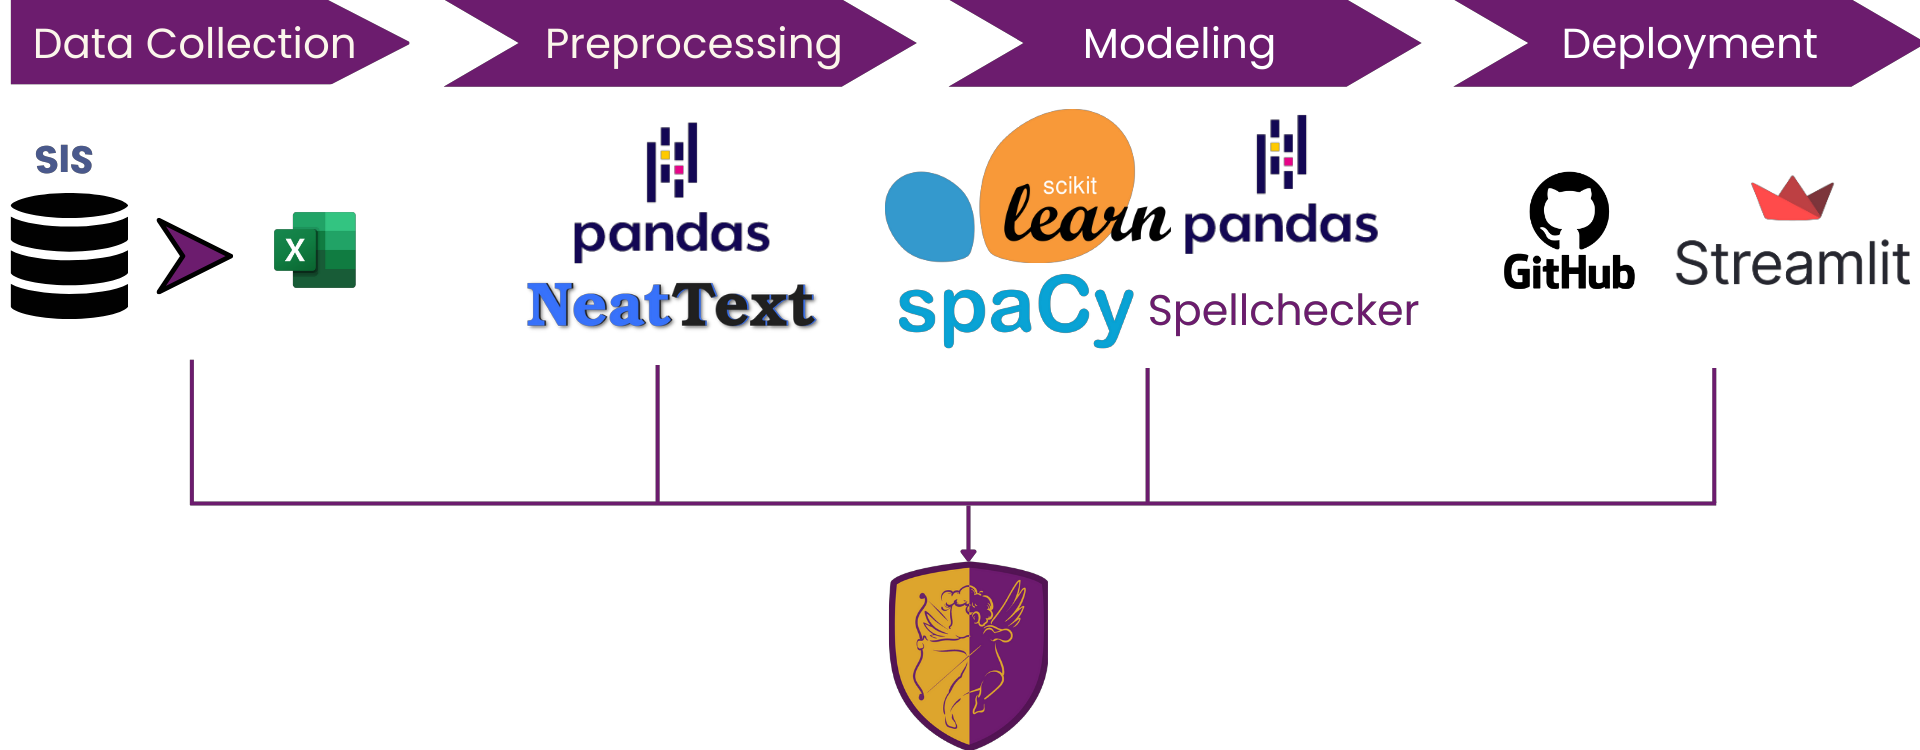 Data Collection
Preprocessing
Modeling
Deployment
SIS
X
pandas
NeatText
scikit
learn
pandas
spaCy
Spellchecker
GitHub
Streamlit